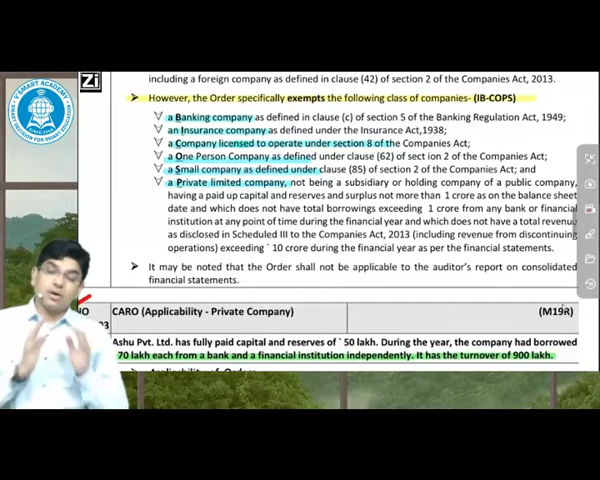 V SMART ACADEMY
Zi
including a foreign company as defined in clause (42) of section 2 of the Companies Act, 2013.
➤ However, the Order specifically exempts the following class of companies- (IB-COPS)
a Banking company as defined in clause (c) of section 5 of the Banking Regulation Act, 1949;
an Insurance company as defined under the Insurance Act,1938;
a Company licensed to operate under section 8 of the Companies Act;
a One Person Company as defined under clause (62) of sect ion 2 of the Companies Act;
a Small company as defined under clause (85) of section 2 of the Companies Act; and
a Private limited company, not being a subsidiary or holding company of a public company,
having a paid up capital and reserves and surplus not more than 1 crore as on the balance sheet
date and which does not have total borrowings exceeding 1 crore from any bank or financial
institution at any point of time during the financial year and which does not have a total revenue
as disclosed in Scheduled III to the Companies Act, 2013 (including revenue from discontinuing
operations) exceeding ` 10 crore during the financial year as per the financial statements.
➤ It may be noted that the Order shall not be applicable to the auditor's report on consolidated
financial statements.
NO
03
CARO (Applicability - Private Company)
(M19R)
Ashu Pvt. Ltd. has fully paid capital and reserves of ` 50 lakh. During the year, the company had borrowed
70 lakh each from a bank and a financial institution independently. It has the turnover of 900 lakh.